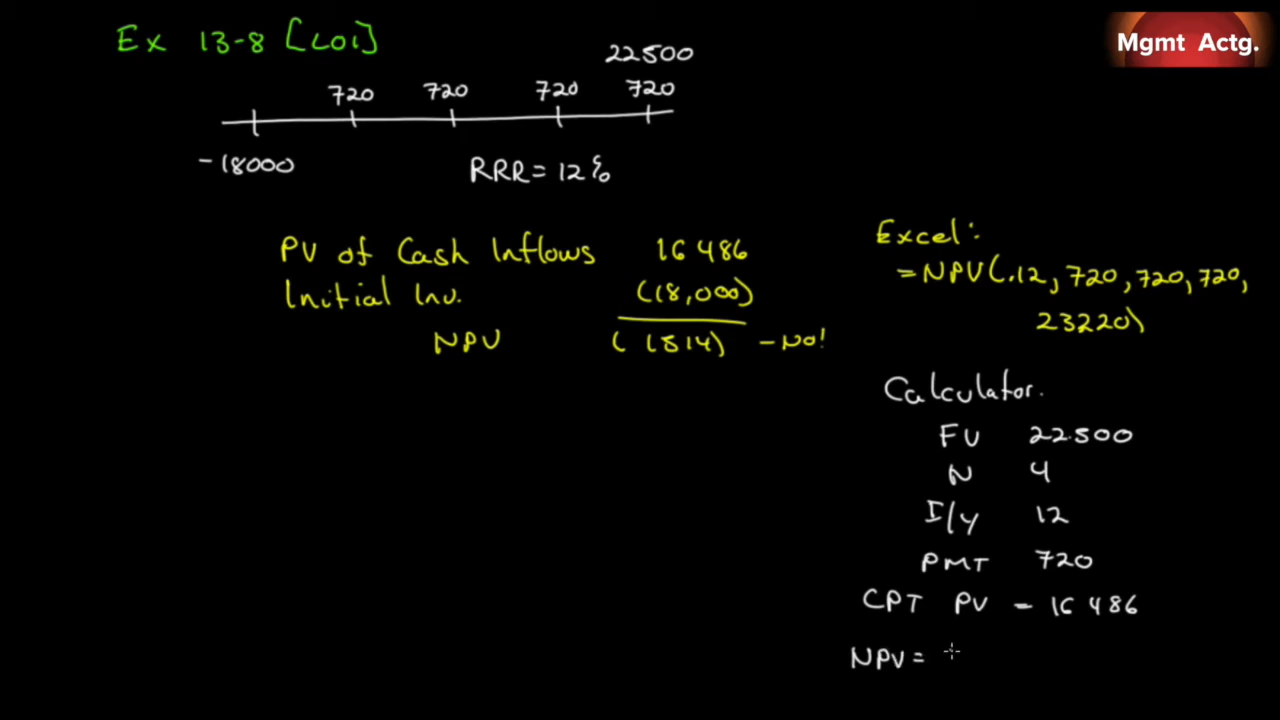 Mgmt Actg.
Ex 13-8 [LO1]
22500
720 720 720 720
-18000
RRR = 12%
PV of Cash Inflows 16 486
Initial Inv. (18,000)
NPV (1514) - No!
Excel:
=NPV(.12, 720, 720, 720,
23220)
Calculator.
FV 22500
N 4
I/Y 12
PMT 720
CPT PV - 16 486
NPV =